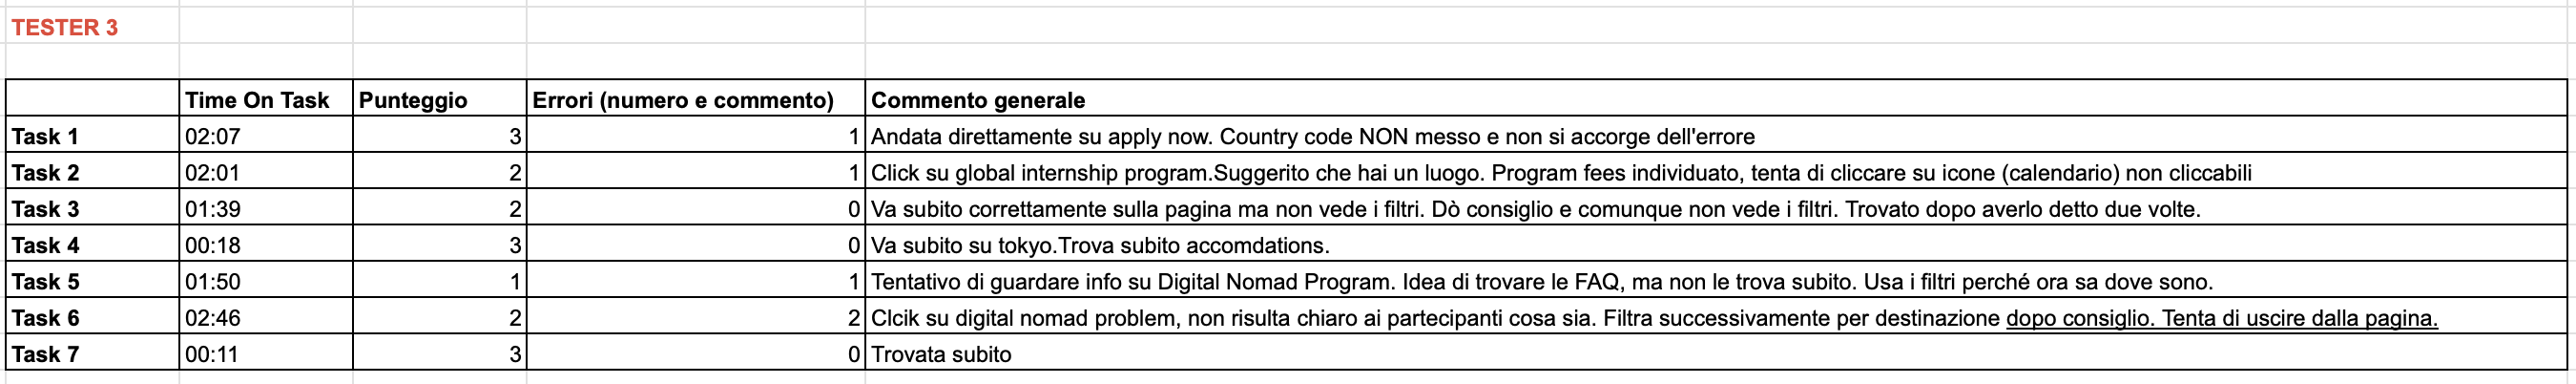 TESTER 3
Time On Task Punteggio Errori (numero e commento) Commento generale
Task 1 02:07 3 1 Andata direttamente su apply now. Country code NON messo e non si accorge dell'errore
Task 2 02:01 2 1 Click su global internship program.Suggerito che hai un luogo. Program fees individuato, tenta di cliccare su icone (calendario) non cliccabili
Task 3 01:39 2 0 Va subito correttamente sulla pagina ma non vede i filtri. Dò consiglio e comunque non vede i filtri. Trovato dopo averlo detto due volte.
Task 4 00:18 3 0 Va subito su tokyo.Trova subito accomdations.
Task 5 01:50 1 1 Tentativo di guardare info su Digital Nomad Program. Idea di trovare le FAQ, ma non le trova subito. Usa i filtri perché ora sa dove sono.
Task 6 02:46 2 2 Clcik su digital nomad problem, non risulta chiaro ai partecipanti cosa sia. Filtra successivamente per destinazione dopo consiglio. Tenta di uscire dalla pagina.
Task 7 00:11 3 0 Trovata subito